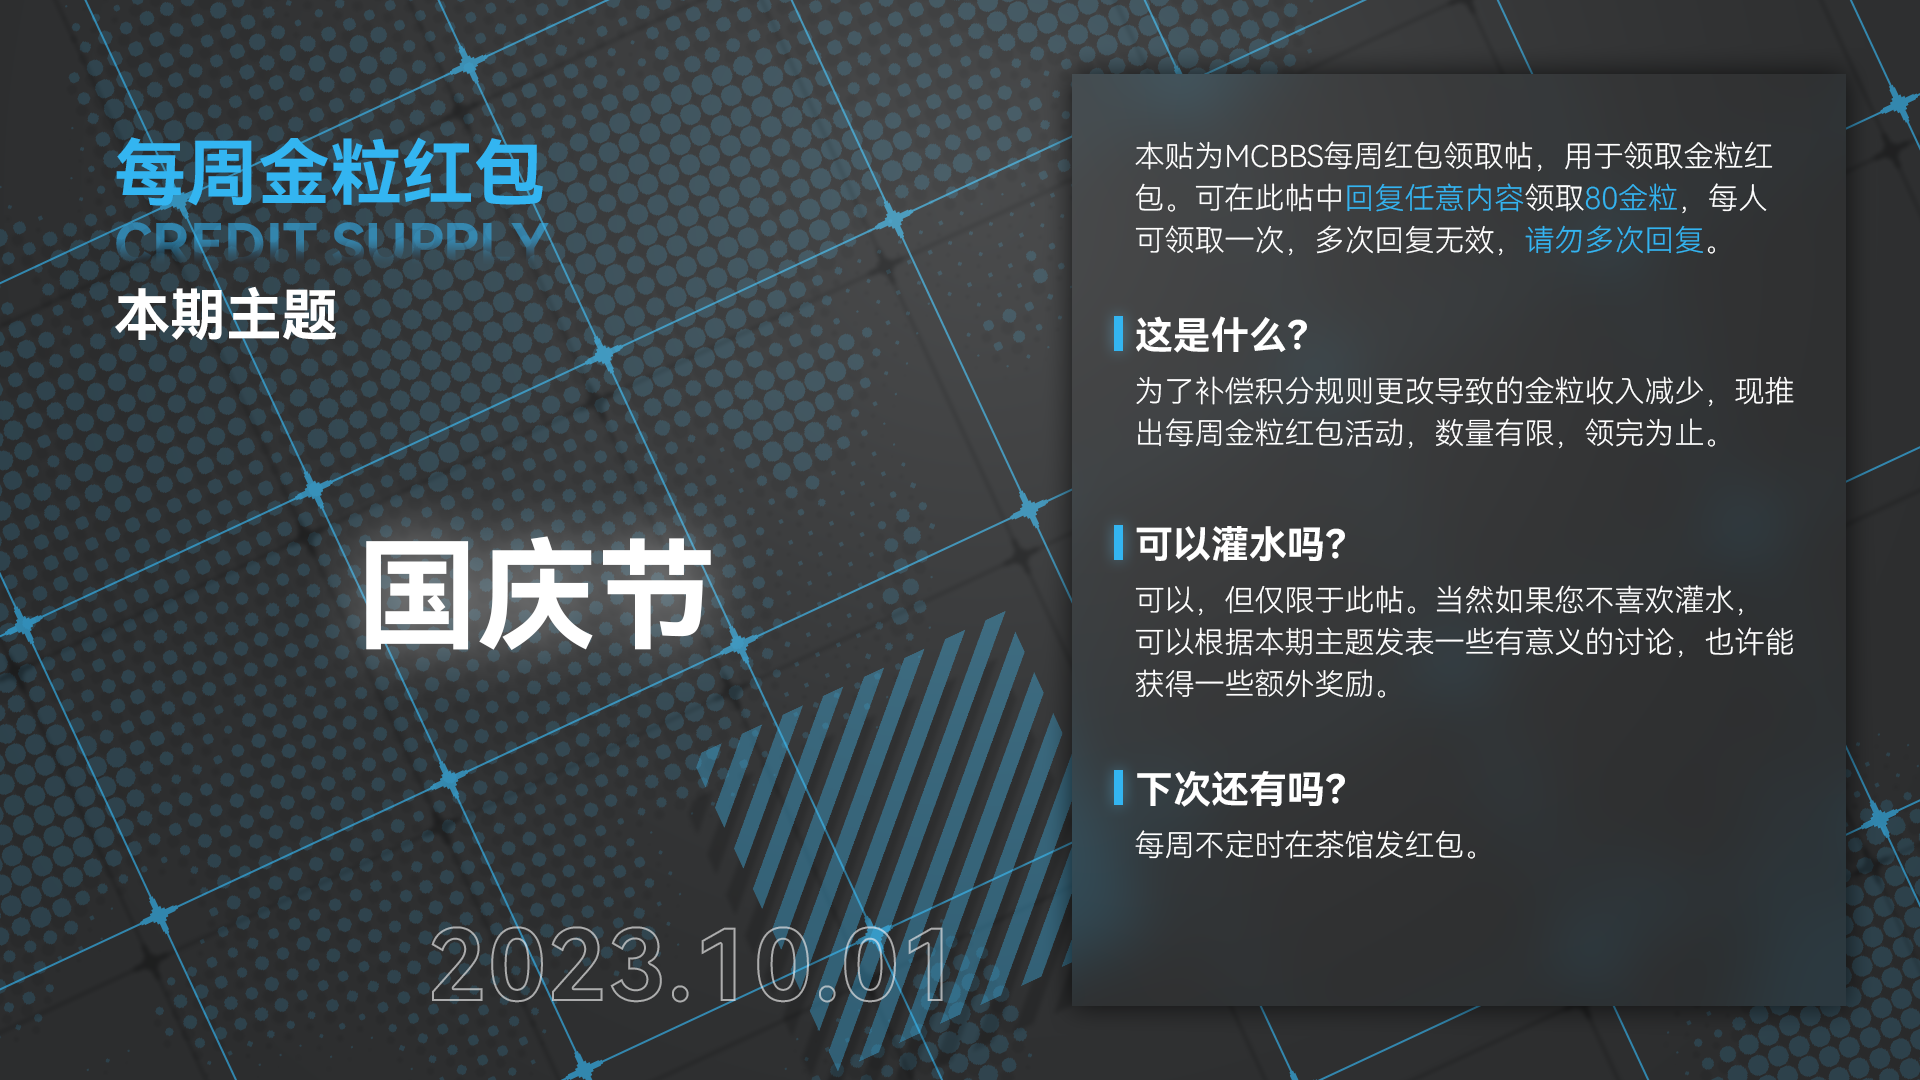 每周金粒红包
CREDIT SUPPLY
本期主题
国庆节
2023.10.01
本贴为MCBBS每周红包领取帖，用于领取金粒红
包。可在此帖中回复任意内容领取80金粒，每人
可领取一次，多次回复无效，请勿多次回复。
这是什么？
为了补偿积分规则更改导致的金粒收入减少，现推
出每周金粒红包活动，数量有限，领完为止。
可以灌水吗？
可以，但仅限于此帖。当然如果您不喜欢灌水，
可以根据本期主题发表一些有意义的讨论，也许能
获得一些额外奖励。
下次还有吗？
每周不定时在茶馆发红包。